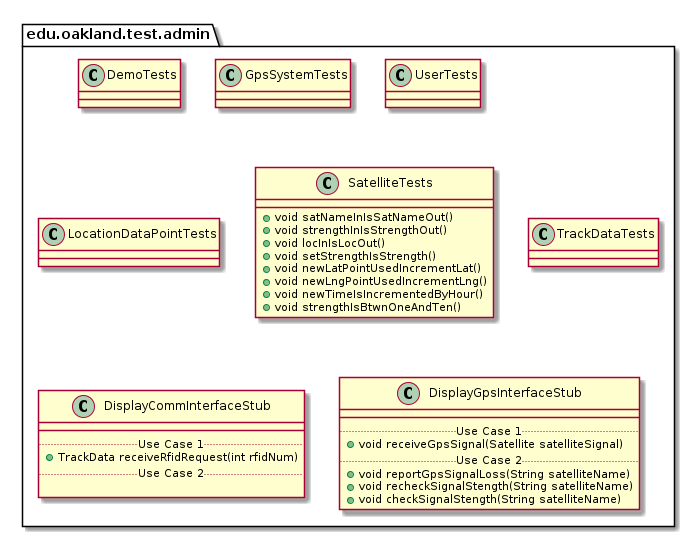 edu.oakland.test.admin
C DemoTests
C GpsSystemTests
C UserTests
C LocationDataPointTests
C SatelliteTests
void satNameInIsSatNameOut()
void strengthInIsStrengthOut()
void locInIsLocOut()
void setStrengthIsStrength()
void newLatPointUsedIncrementLat()
void newLngPointUsedIncrementLng()
void newTimeIsIncrementedByHour()
void strengthIsBtwnOneAndTen()
C TrackDataTests
C DisplayCommInterfaceStub
Use Case 1
TrackData receiveRfidRequest(int rfidNum)
Use Case 2
C DisplayGpsInterfaceStub
Use Case 1
void receiveGpsSignal(Satellite satelliteSignal)
Use Case 2
void reportGpsSignalLoss(String satelliteName)
void recheckSignalStength(String satelliteName)
void checkSignalStength(String satelliteName)